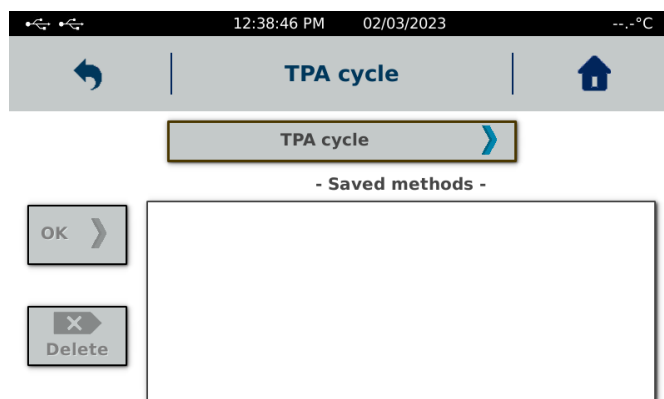 12:38:46 PM 02/03/2023 --.-°C
TPA cycle
TPA cycle
- Saved methods -
OK
Delete